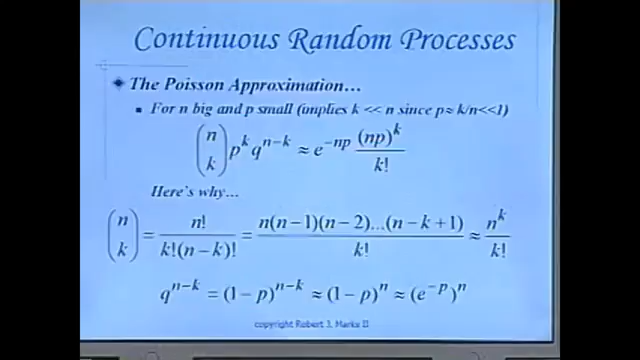 Continuous Random Processes
The Poisson Approximation…
For n big and p small (implies k << n since p≈ k/n<<1)
(n k) p^k q^{n−k} ≈ e^{−np} (np)^k / k!
Here's why…
(n k) = n! / k!(n−k)! = n(n−1)(n−2)...(n−k+1) / k! ≈ n^k / k!
q^{n−k} = (1−p)^{n−k} ≈ (1−p)^n ≈ (e^{−p})^n
copyright Robert J. Marks II